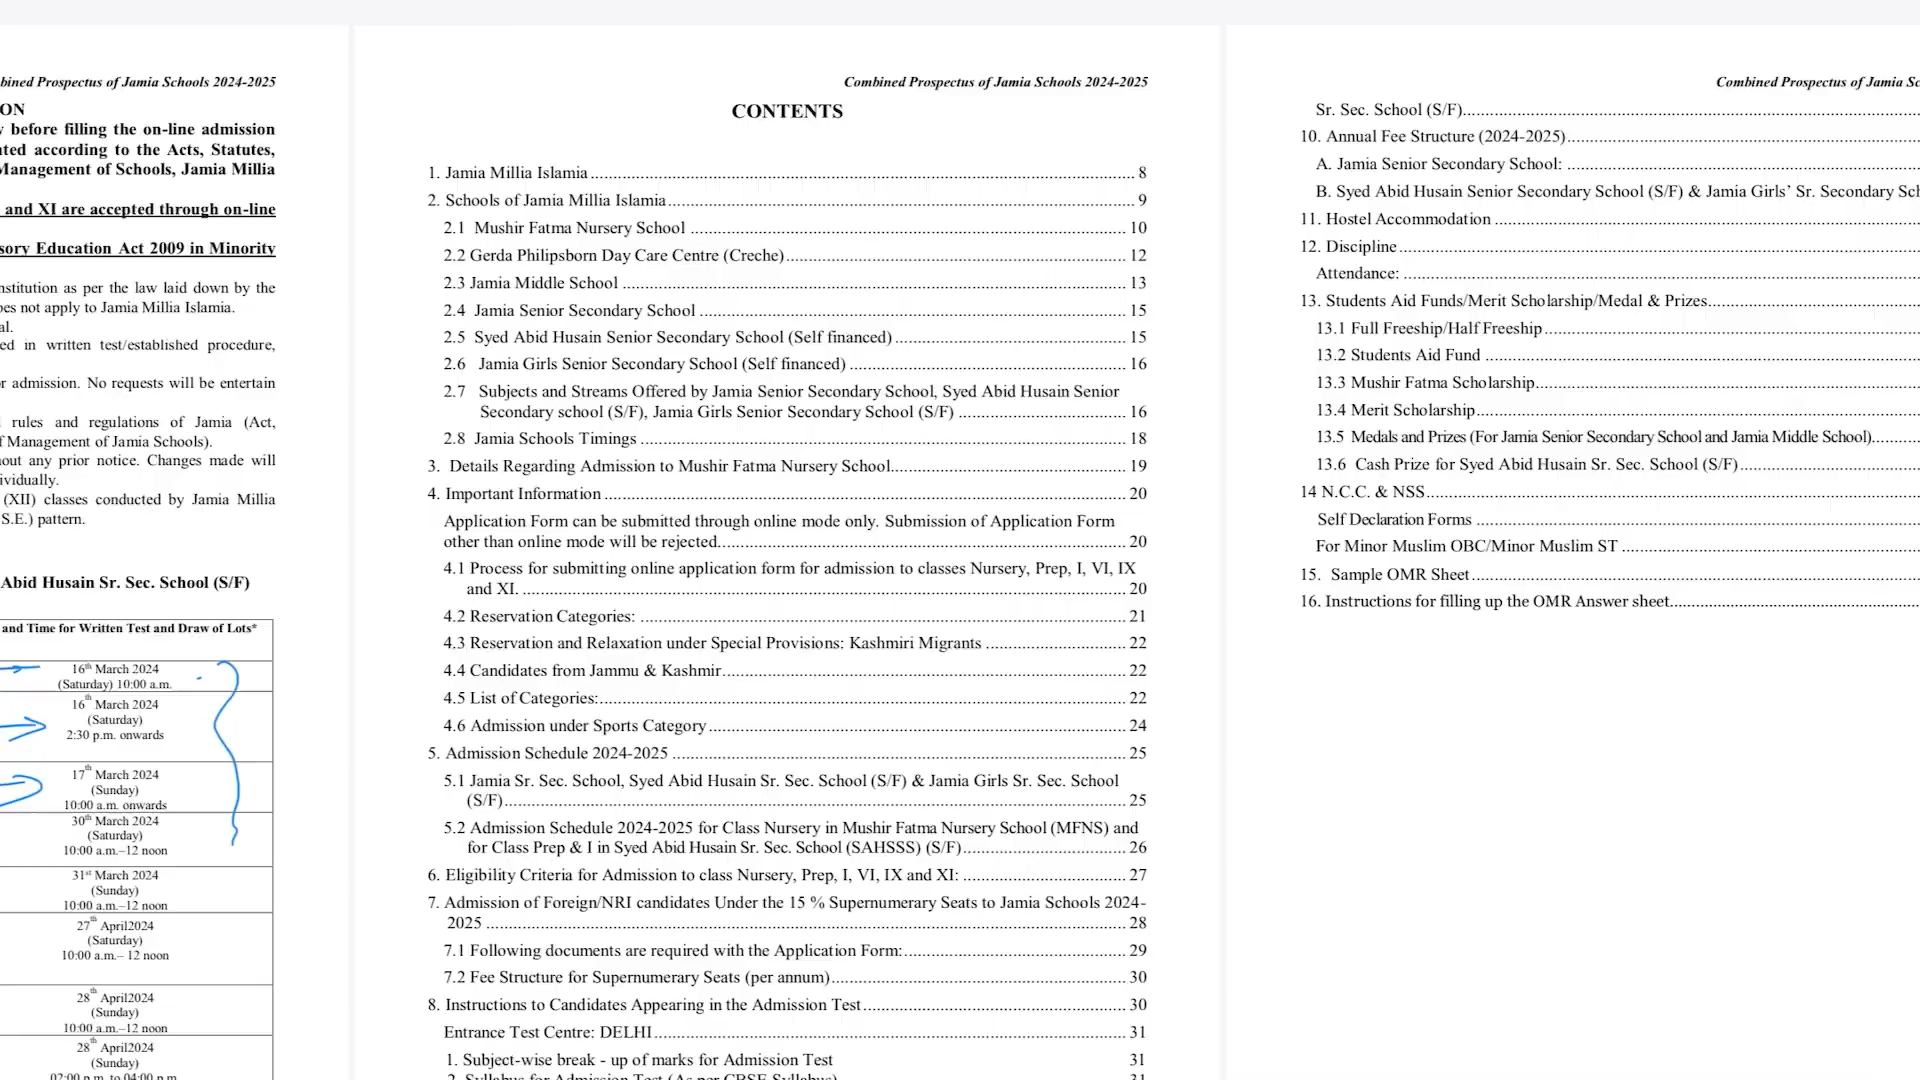 bined Prospectus of Jamia Schools 2024-2025
ON
before filling the on-line admission
ted according to the Acts, Statutes,
Management of Schools, Jamia Millia
and XI are accepted through on-line
sory Education Act 2009 in Minority
nstitution as per the law laid down by the
oes not apply to Jamia Millia Islamia.
al.
ed in written test/established procedure,
or admission. No requests will be entertain
rules and regulations of Jamia (Act,
f Management of Jamia Schools).
out any prior notice. Changes made will
ividually.
(XII) classes conducted by Jamia Millia
S.E.) pattern.
Abid Husain Sr. Sec. School (S/F)
and Time for Written Test and Draw of Lots*
16th March 2024
(Saturday) 10:00 a.m.
16th March 2024
(Saturday)
2:30 p.m. onwards
17th March 2024
(Sunday)
10:00 a.m. onwards
30th March 2024
(Saturday)
10:00 a.m.–12 noon
31st March 2024
(Sunday)
10:00 a.m.–12 noon
27th April2024
(Saturday)
10:00 a.m.– 12 noon
28th April2024
(Sunday)
10:00 a.m.–12 noon
28th April2024
(Sunday)
02:00 p.m. to 04:00 p.m.
Combined Prospectus of Jamia Schools 2024-2025
CONTENTS
1. Jamia Millia Islamia ........ 8
2. Schools of Jamia Millia Islamia ........ 9
2.1 Mushir Fatma Nursery School ........ 10
2.2 Gerda Philipsborn Day Care Centre (Creche) ........ 12
2.3 Jamia Middle School ........ 13
2.4 Jamia Senior Secondary School ........ 15
2.5 Syed Abid Husain Senior Secondary School (Self financed) ........ 15
2.6 Jamia Girls Senior Secondary School (Self financed) ........ 16
2.7 Subjects and Streams Offered by Jamia Senior Secondary School, Syed Abid Husain Senior
Secondary school (S/F), Jamia Girls Senior Secondary School (S/F) ........ 16
2.8 Jamia Schools Timings ........ 18
3. Details Regarding Admission to Mushir Fatma Nursery School ........ 19
4. Important Information ........ 20
Application Form can be submitted through online mode only. Submission of Application Form
other than online mode will be rejected. ........ 20
4.1 Process for submitting online application form for admission to classes Nursery, Prep, I, VI, IX
and XI. ........ 20
4.2 Reservation Categories: ........ 21
4.3 Reservation and Relaxation under Special Provisions: Kashmiri Migrants ........ 22
4.4 Candidates from Jammu & Kashmir ........ 22
4.5 List of Categories: ........ 22
4.6 Admission under Sports Category ........ 24
5. Admission Schedule 2024-2025 ........ 25
5.1 Jamia Sr. Sec. School, Syed Abid Husain Sr. Sec. School (S/F) & Jamia Girls Sr. Sec. School
(S/F) ........ 25
5.2 Admission Schedule 2024-2025 for Class Nursery in Mushir Fatma Nursery School (MFNS) and
for Class Prep & I in Syed Abid Husain Sr. Sec. School (SAHSSS) (S/F) ........ 26
6. Eligibility Criteria for Admission to class Nursery, Prep, I, VI, IX and XI: ........ 27
7. Admission of Foreign/NRI candidates Under the 15 % Supernumerary Seats to Jamia Schools 2024-
2025 ........ 28
7.1 Following documents are required with the Application Form: ........ 29
7.2 Fee Structure for Supernumerary Seats (per annum) ........ 30
8. Instructions to Candidates Appearing in the Admission Test ........ 30
Entrance Test Centre: DELHI ........ 31
1. Subject-wise break - up of marks for Admission Test 31
2. Syllabus for Admission Test (As per CBSE Syllabus) 31
Combined Prospectus of Jamia Sc
Sr. Sec. School (S/F) ........
10. Annual Fee Structure (2024-2025) ........
A. Jamia Senior Secondary School: ........
B. Syed Abid Husain Senior Secondary School (S/F) & Jamia Girls’ Sr. Secondary Sch
11. Hostel Accommodation ........
12. Discipline ........
Attendance: ........
13. Students Aid Funds/Merit Scholarship/Medal & Prizes ........
13.1 Full Freeship/Half Freeship ........
13.2 Students Aid Fund ........
13.3 Mushir Fatma Scholarship ........
13.4 Merit Scholarship ........
13.5 Medals and Prizes (For Jamia Senior Secondary School and Jamia Middle School) ........
13.6 Cash Prize for Syed Abid Husain Sr. Sec. School (S/F) ........
14 N.C.C. & NSS ........
Self Declaration Forms ........
For Minor Muslim OBC/Minor Muslim ST ........
15. Sample OMR Sheet ........
16. Instructions for filling up the OMR Answer sheet ........